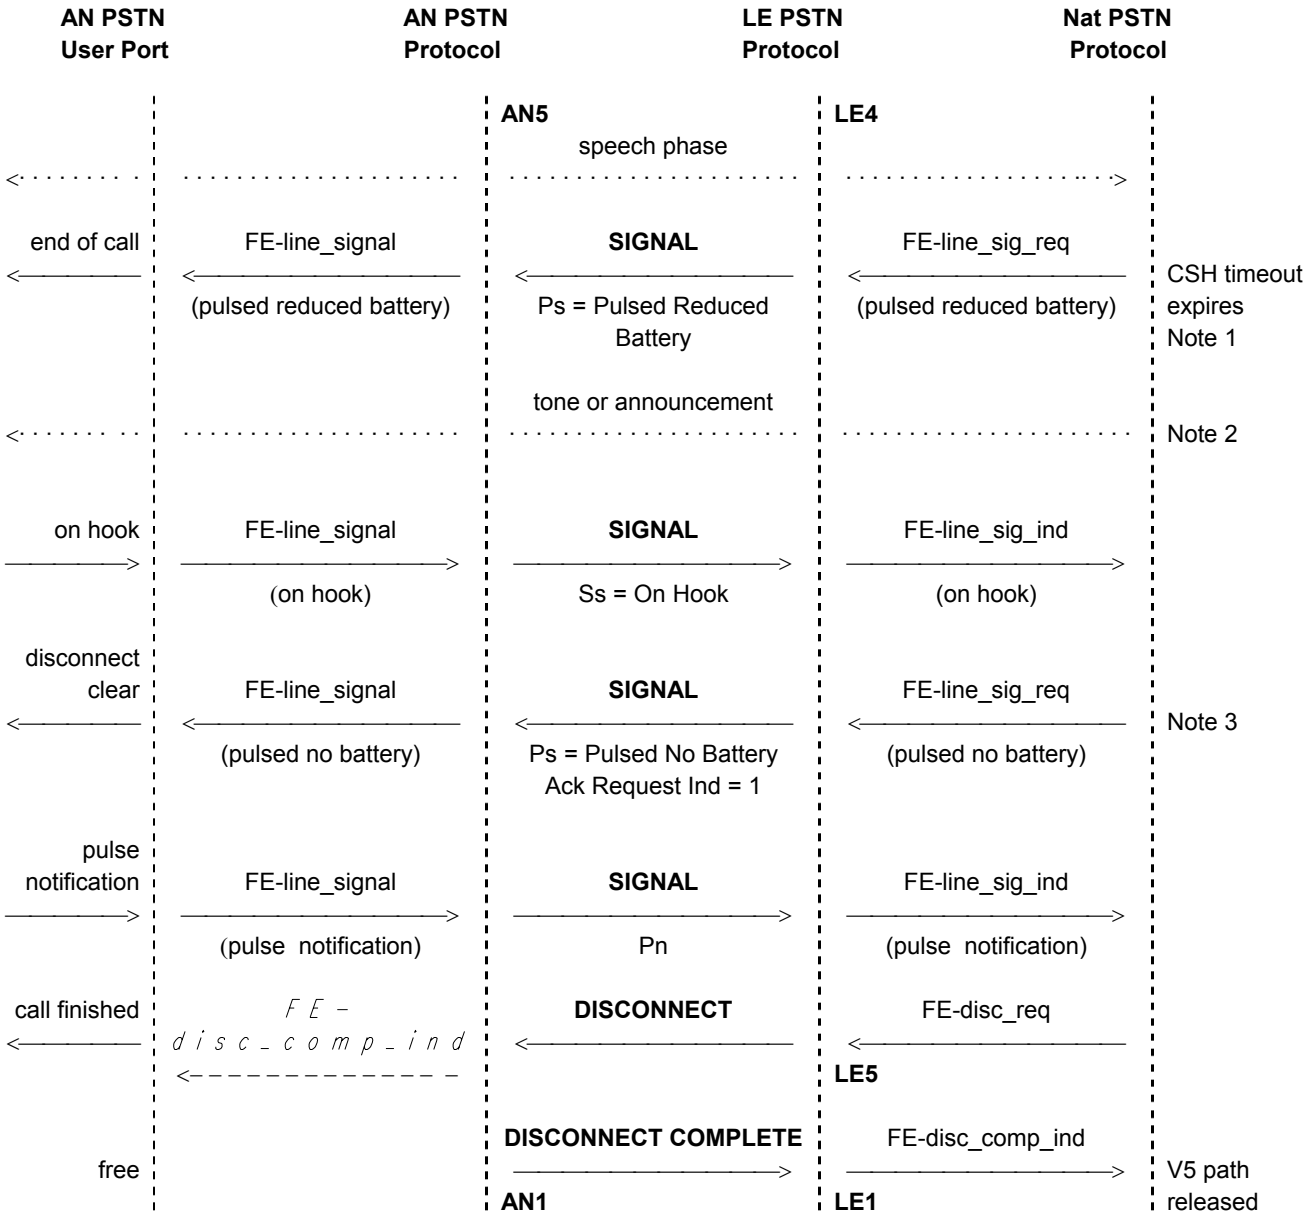 AN PSTN AN PSTN LE PSTN Nat PSTN
User Port Protocol Protocol Protocol
AN5 LE4
speech phase
end of call FE-line_signal SIGNAL FE-line_sig_req
CSH timeout
(pulsed reduced battery) Ps = Pulsed Reduced (pulsed reduced battery) expires
Battery Note 1
tone or announcement
Note 2
on hook FE-line_signal SIGNAL FE-line_sig_ind
(on hook) Ss = On Hook (on hook)
disconnect
clear FE-line_signal SIGNAL FE-line_sig_req
Note 3
(pulsed no battery) Ps = Pulsed No Battery (pulsed no battery)
Ack Request Ind = 1
pulse
notification FE-line_signal SIGNAL FE-line_sig_ind
(pulse notification) Pn (pulse notification)
call finished FE- DISCONNECT FE-disc_req
disc_comp_ind
LE5
DISCONNECT COMPLETE FE-disc_comp_ind
free V5 path
AN1 LE1 released